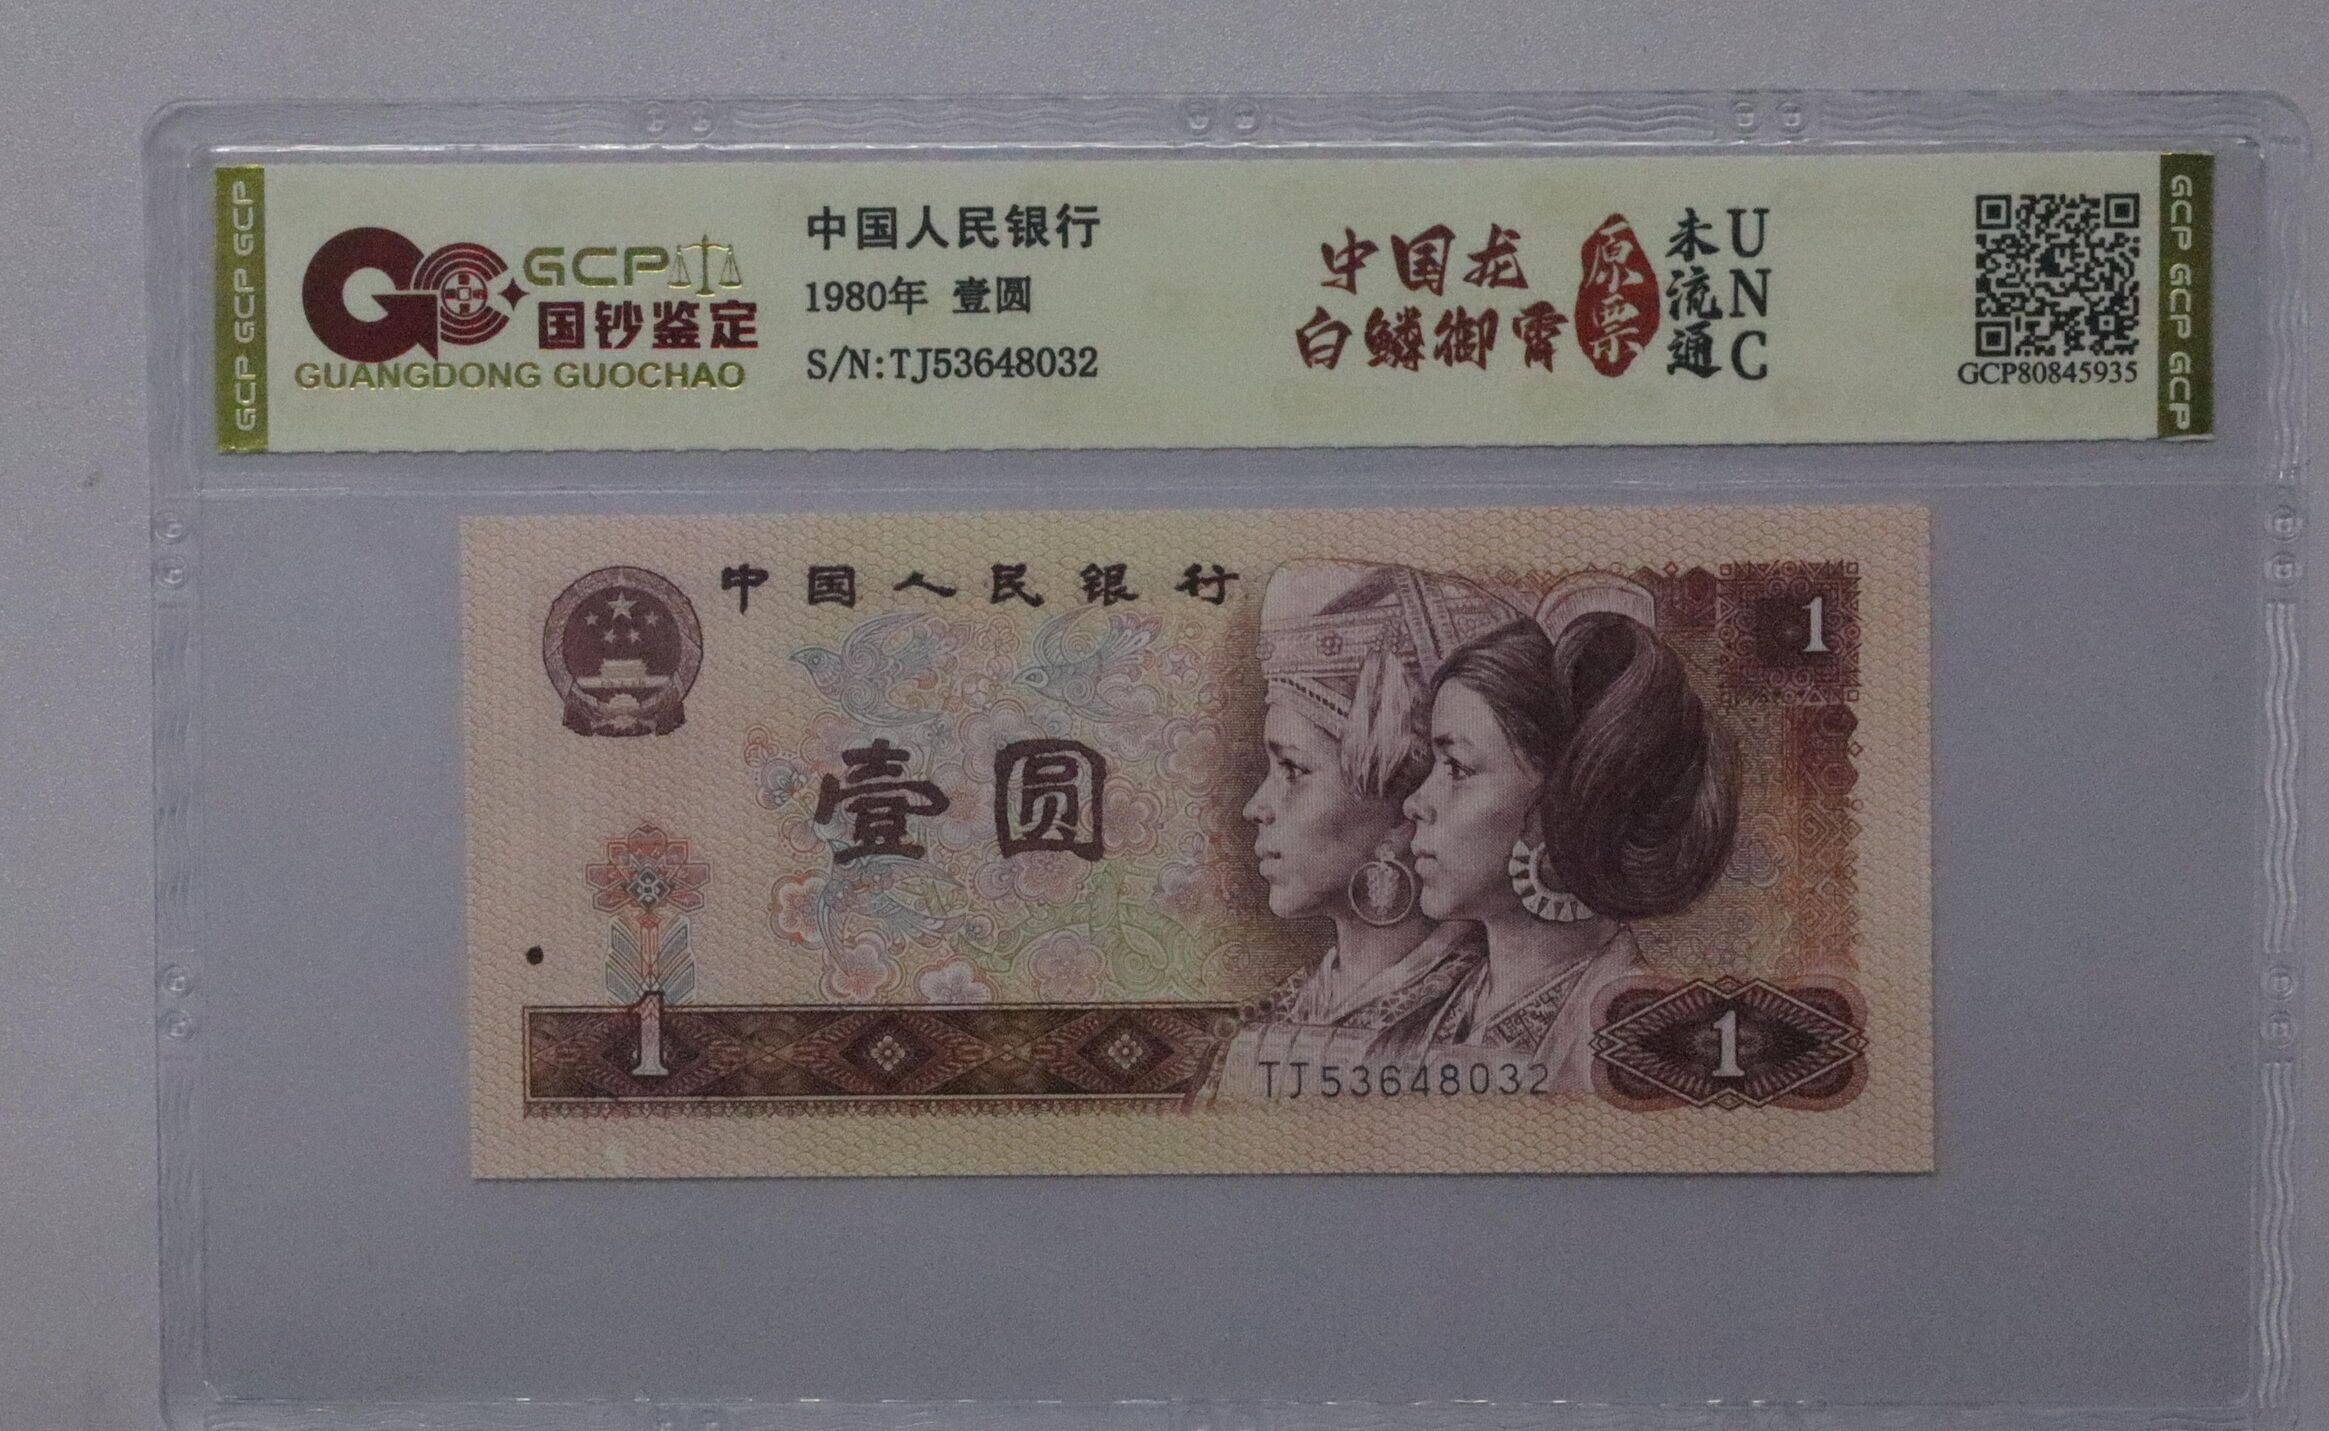 GCP GCP GCP
GCP
国钞鉴定
GUANGDONG GUOCHAO
中国人民银行
1980年 壹圆
S/N:TJ53648032
中国龙
白鳞御霄
原票
未流通
UNC
GCP80845935
GCP GCP GCP
中国人民银行
1
壹圆
1
TJ53648032
1